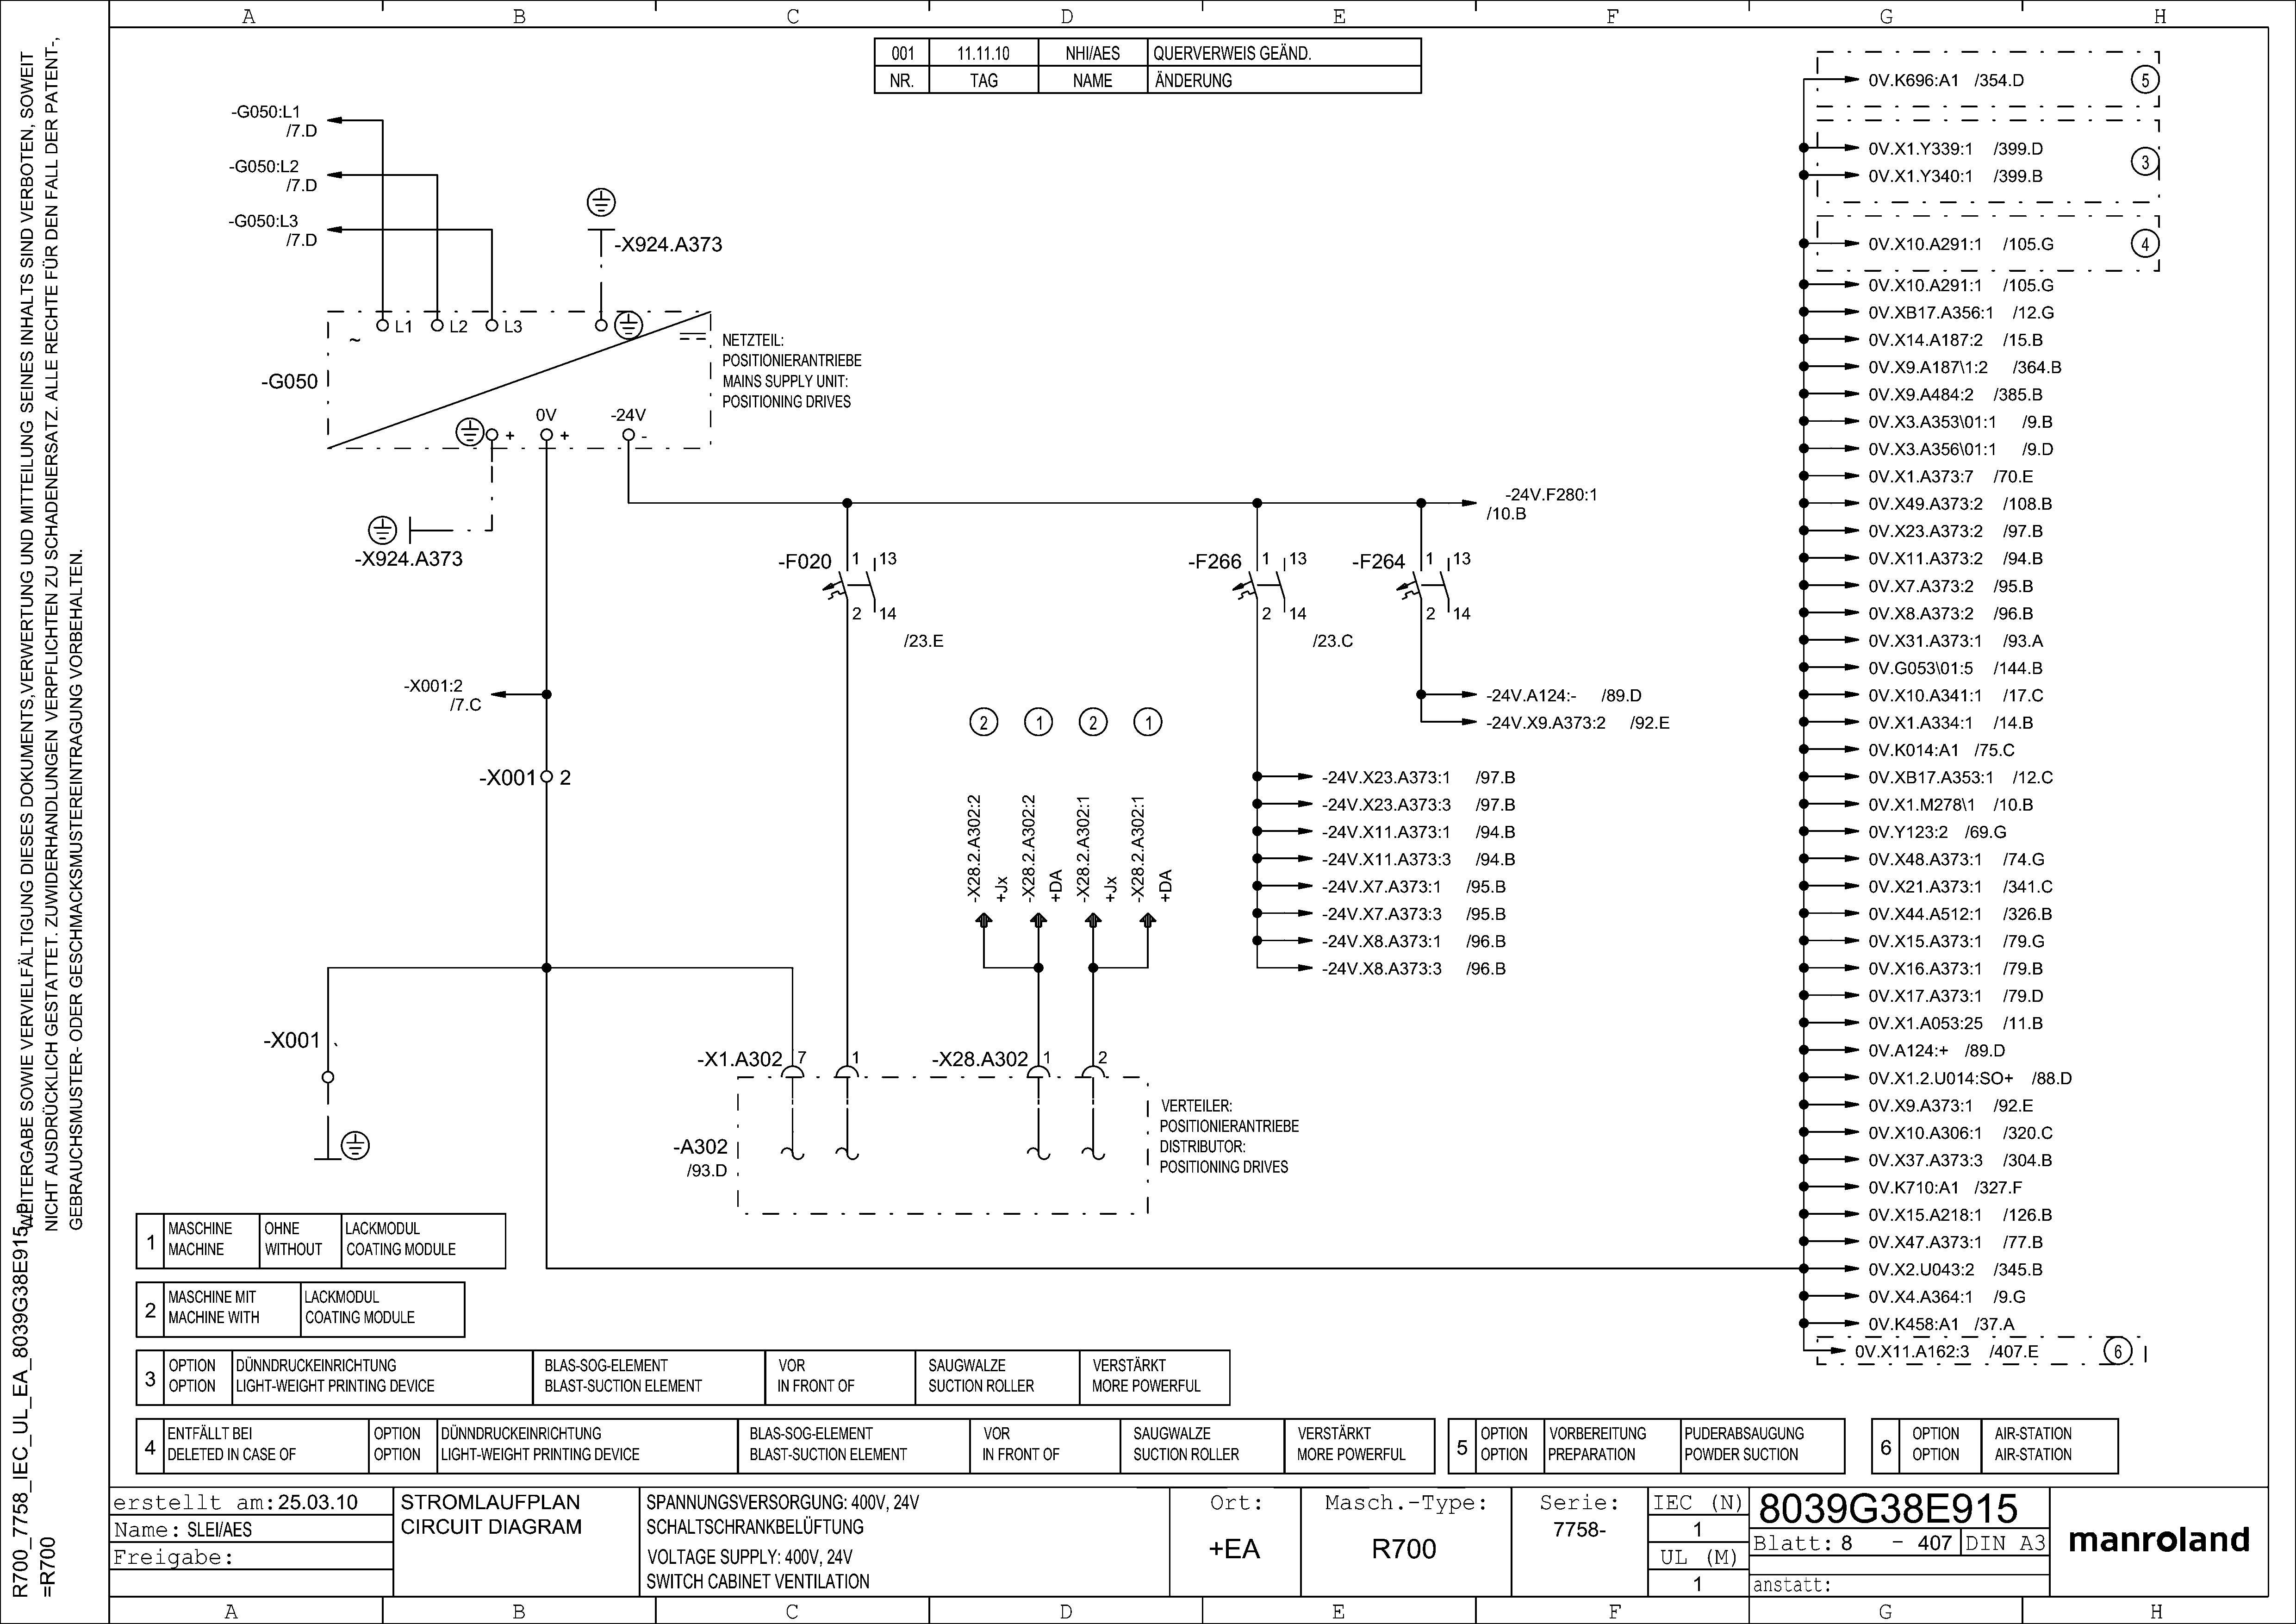 A B C D E F G H
001 11.11.10 NHI/AES QUERVERWEIS GEÄND.
NR. TAG NAME ÄNDERUNG
-G050:L1
/7.D
-G050:L2
/7.D
-G050:L3
/7.D
-X924.A373
L1 L2 L3
~
-G050
NETZTEIL:
POSITIONIERANTRIEBE
MAINS SUPPLY UNIT:
POSITIONING DRIVES
0V -24V
+ + -
-X924.A373
-24V.F280:1
/10.B
-F020 1 13
2 14
/23.E
-F266 1 13
2 14
/23.C
-F264 1 13
2 14
-X001:2
/7.C
-X001 2
-24V.A124:- /89.D
-24V.X9.A373:2 /92.E
2 1 2 1
-X28.2.A302:2
+Jx
-X28.2.A302:2
+DA
-X28.2.A302:1
+Jx
-X28.2.A302:1
+DA
-24V.X23.A373:1 /97.B
-24V.X23.A373:3 /97.B
-24V.X11.A373:1 /94.B
-24V.X11.A373:3 /94.B
-24V.X7.A373:1 /95.B
-24V.X7.A373:3 /95.B
-24V.X8.A373:1 /96.B
-24V.X8.A373:3 /96.B
-X001
-X1.A302 7 1
-X28.A302 1 2
-A302
/93.D
VERTEILER:
POSITIONIERANTRIEBE
DISTRIBUTOR:
POSITIONING DRIVES
0V.K696:A1 /354.D 5
0V.X1.Y339:1 /399.D
3
0V.X1.Y340:1 /399.B
0V.X10.A291:1 /105.G 4
0V.X10.A291:1 /105.G
0V.XB17.A356:1 /12.G
0V.X14.A187:2 /15.B
0V.X9.A187\1:2 /364.B
0V.X9.A484:2 /385.B
0V.X3.A353\01:1 /9.B
0V.X3.A356\01:1 /9.D
0V.X1.A373:7 /70.E
0V.X49.A373:2 /108.B
0V.X23.A373:2 /97.B
0V.X11.A373:2 /94.B
0V.X7.A373:2 /95.B
0V.X8.A373:2 /96.B
0V.X31.A373:1 /93.A
0V.G053\01:5 /144.B
0V.X10.A341:1 /17.C
0V.X1.A334:1 /14.B
0V.K014:A1 /75.C
0V.XB17.A353:1 /12.C
0V.X1.M278\1 /10.B
0V.Y123:2 /69.G
0V.X48.A373:1 /74.G
0V.X21.A373:1 /341.C
0V.X44.A512:1 /326.B
0V.X15.A373:1 /79.G
0V.X16.A373:1 /79.B
0V.X17.A373:1 /79.D
0V.X1.A053:25 /11.B
0V.A124:+ /89.D
0V.X1.2.U014:SO+ /88.D
0V.X9.A373:1 /92.E
0V.X10.A306:1 /320.C
0V.X37.A373:3 /304.B
0V.K710:A1 /327.F
0V.X15.A218:1 /126.B
0V.X47.A373:1 /77.B
0V.X2.U043:2 /345.B
0V.X4.A364:1 /9.G
0V.K458:A1 /37.A
0V.X11.A162:3 /407.E 6
1 MASCHINE OHNE LACKMODUL
MACHINE WITHOUT COATING MODULE
2 MASCHINE MIT LACKMODUL
MACHINE WITH COATING MODULE
3 OPTION DÜNNDRUCKEINRICHTUNG BLAS-SOG-ELEMENT VOR SAUGWALZE VERSTÄRKT
OPTION LIGHT-WEIGHT PRINTING DEVICE BLAST-SUCTION ELEMENT IN FRONT OF SUCTION ROLLER MORE POWERFUL
4 ENTFÄLLT BEI OPTION DÜNNDRUCKEINRICHTUNG BLAS-SOG-ELEMENT VOR SAUGWALZE VERSTÄRKT
DELETED IN CASE OF OPTION LIGHT-WEIGHT PRINTING DEVICE BLAST-SUCTION ELEMENT IN FRONT OF SUCTION ROLLER MORE POWERFUL
5 OPTION VORBEREITUNG PUDERABSAUGUNG
OPTION PREPARATION POWDER SUCTION
6 OPTION AIR-STATION
OPTION AIR-STATION
erstellt am: 25.03.10
Name: SLEI/AES
Freigabe:
STROMLAUFPLAN
CIRCUIT DIAGRAM
SPANNUNGSVERSORGUNG: 400V, 24V
SCHALTSCHRANKBELÜFTUNG
VOLTAGE SUPPLY: 400V, 24V
SWITCH CABINET VENTILATION
Ort:
+EA
Masch.-Type:
R700
Serie:
7758-
IEC (N)
1
UL (M)
1
8039G38E915
Blatt: 8 - 407 DIN A3
anstatt:
manroland
A B C D E F G H
WEITERGABE SOWIE VERVIELFÄLTIGUNG DIESES DOKUMENTS,VERWERTUNG UND MITTEILUNG SEINES INHALTS SIND VERBOTEN, SOWEIT
NICHT AUSDRÜCKLICH GESTATTET. ZUWIDERHANDLUNGEN VERPFLICHTEN ZU SCHADENERSATZ. ALLE RECHTE FÜR DEN FALL DER PATENT-,
GEBRAUCHSMUSTER- ODER GESCHMACKSMUSTEREINTRAGUNG VORBEHALTEN.
=R700